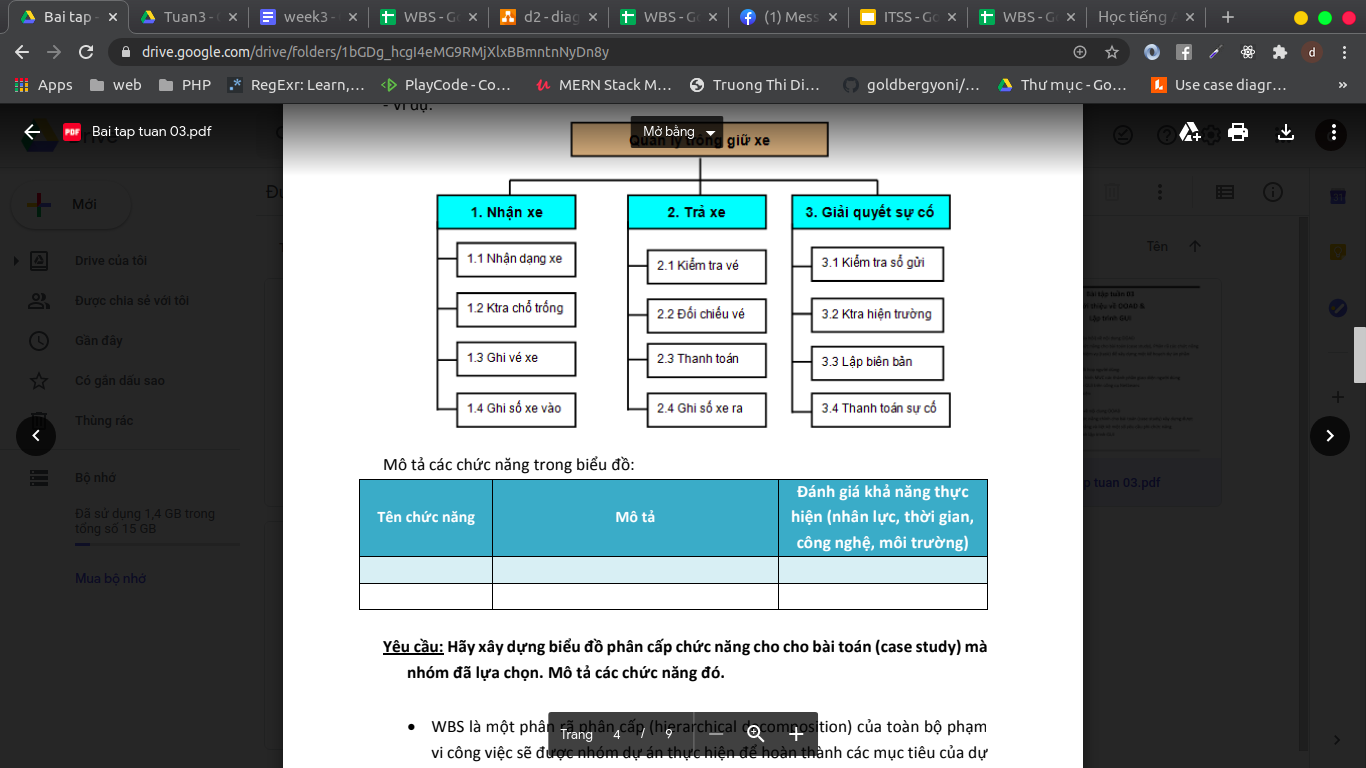 Bai tap -
Tuan3 -
week3 -
WBS - Go
d2 - diag
WBS - Go
(1) Mess
ITSS - Go
WBS - Go
Học tiếng A
drive.google.com/drive/folders/1bGDg_hcgI4eMG9RMjXlxBBmntnNyDn8y
d
Apps
web
PHP
RegExr: Learn,...
PlayCode - Co...
MERN Stack M...
Truong Thi Di...
goldbergyoni/...
Thư mục - Go...
Use case diagr...
»
- Ví dụ:
PDF
Bai tap tuan 03.pdf
Mở bằng
Quản lý trông giữ xe
1. Nhận xe
2. Trả xe
3. Giải quyết sự cố
1.1 Nhận dạng xe
2.1 Kiểm tra vé
3.1 Kiểm tra sổ gửi
1.2 Ktra chỗ trống
2.2 Đối chiếu vé
3.2 Ktra hiện trường
1.3 Ghi vé xe
2.3 Thanh toán
3.3 Lập biên bản
1.4 Ghi sổ xe vào
2.4 Ghi sổ xe ra
3.4 Thanh toán sự cố
Mới
Drive của tôi
Được chia sẻ với tôi
Gần đây
Có gắn dấu sao
Thùng rác
Bộ nhớ
Đã sử dụng 1,4 GB trong
tổng số 15 GB
Mua bộ nhớ
Tên
Bài tập tuần 03
Lập trình GUI
p tuan 03.pdf
Mô tả các chức năng trong biểu đồ:
Tên chức năng
Mô tả
Đánh giá khả năng thực
hiện (nhân lực, thời gian,
công nghệ, môi trường)
Yêu cầu: Hãy xây dựng biểu đồ phân cấp chức năng cho cho bài toán (case study) mà
nhóm đã lựa chọn. Mô tả các chức năng đó.
• WBS là một phân rã phân cấp (hierarchical decomposition) của toàn bộ phạm
vi công việc sẽ được nhóm dự án thực hiện để hoàn thành các mục tiêu của dự
Trang 4 / 9